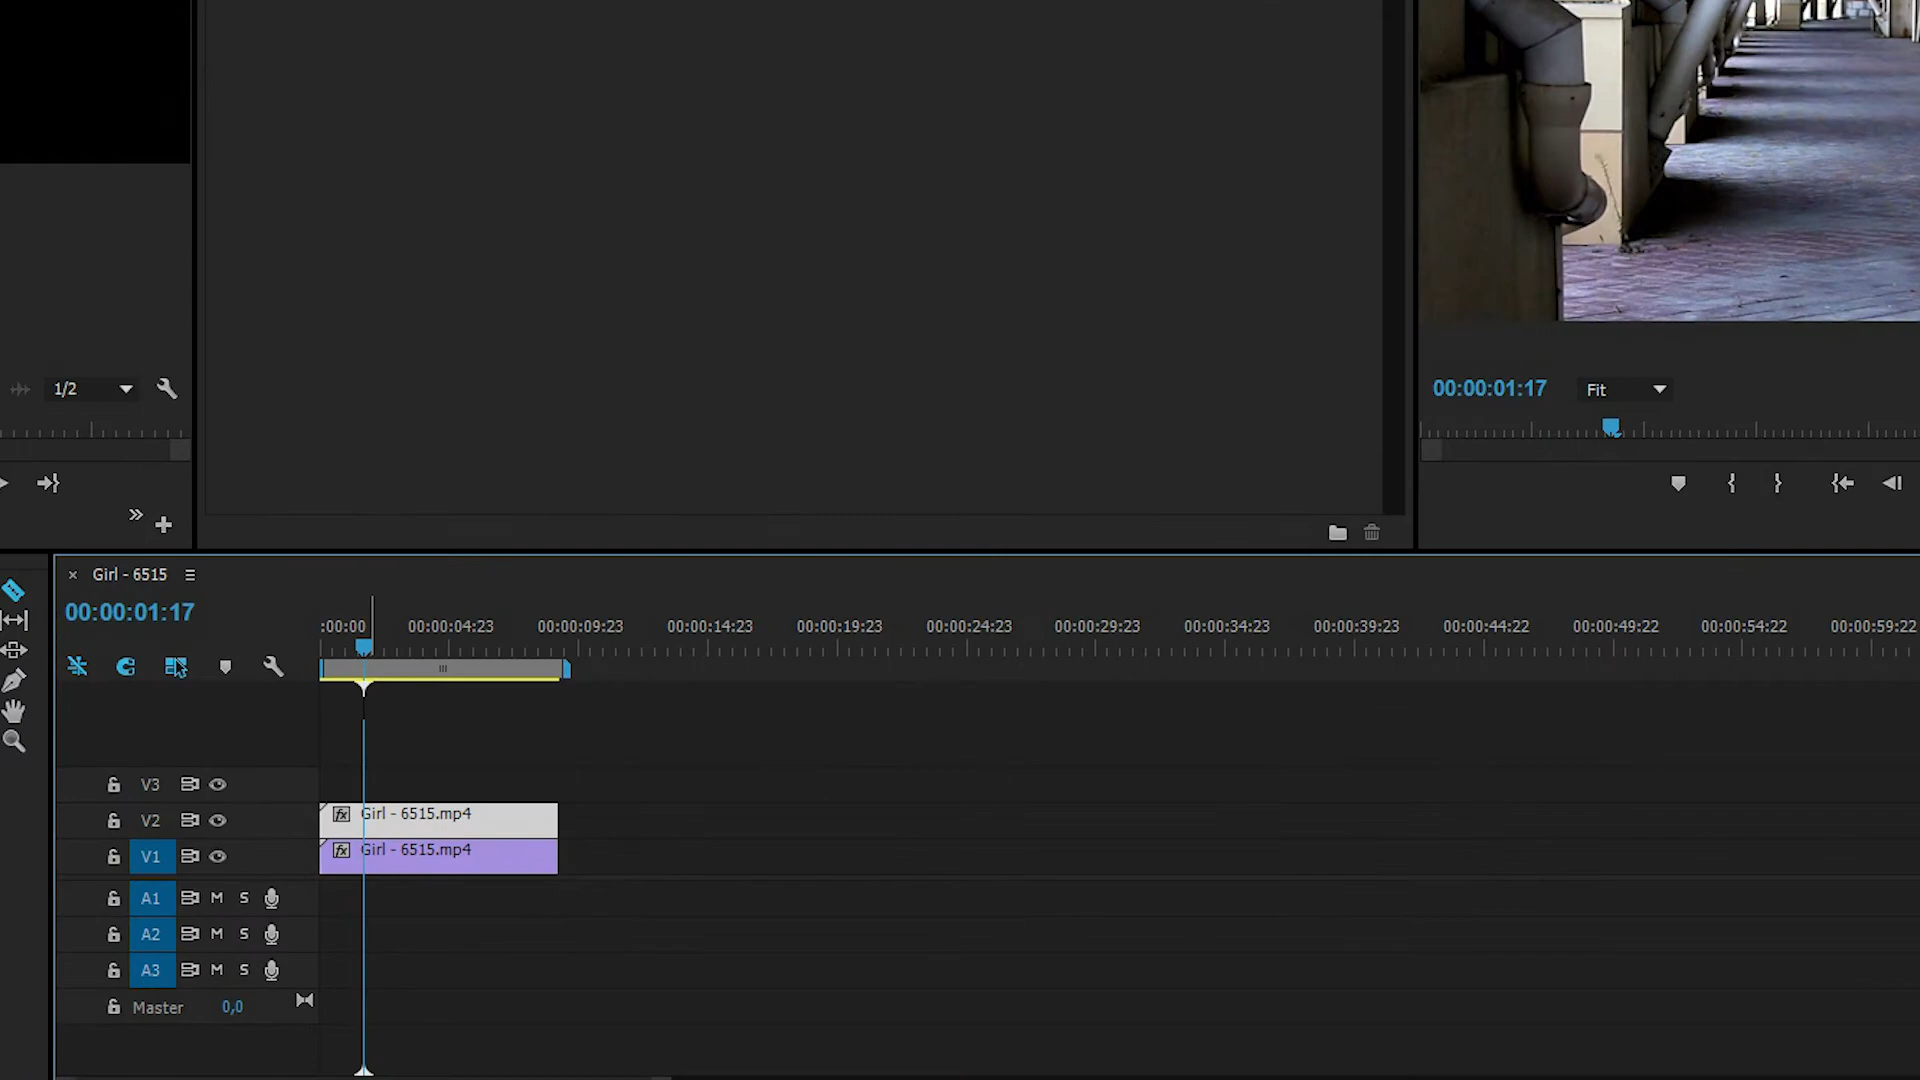 1/2
00:00:01:17 Fit
Girl - 6515
00:00:01:17
:00:00 00:00:04:23 00:00:09:23 00:00:14:23 00:00:19:23 00:00:24:23 00:00:29:23 00:00:34:23 00:00:39:23 00:00:44:22 00:00:49:22 00:00:54:22 00:00:59:22
V3
V2 fx Girl - 6515.mp4
V1 fx Girl - 6515.mp4
A1 M S
A2 M S
A3 M S
Master 0,0